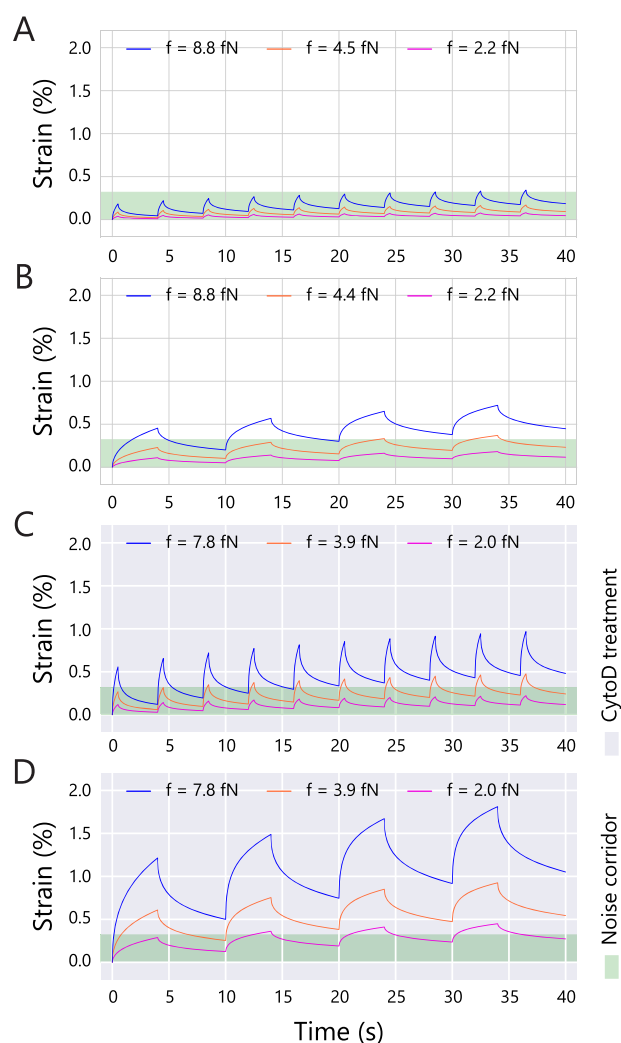 A
2.0
f = 8.8 fN
f = 4.5 fN
f = 2.2 fN
1.5
1.0
0.5
0.0
Strain (%)
0 5 10 15 20 25 30 35 40
B
2.0
f = 8.8 fN
f = 4.4 fN
f = 2.2 fN
1.5
1.0
0.5
0.0
Strain (%)
0 5 10 15 20 25 30 35 40
C
2.0
f = 7.8 fN
f = 3.9 fN
f = 2.0 fN
1.5
1.0
0.5
0.0
Strain (%)
0 5 10 15 20 25 30 35 40
D
2.0
f = 7.8 fN
f = 3.9 fN
f = 2.0 fN
1.5
1.0
0.5
0.0
Strain (%)
0 5 10 15 20 25 30 35 40
Time (s)
CytoD treatment
Noise corridor